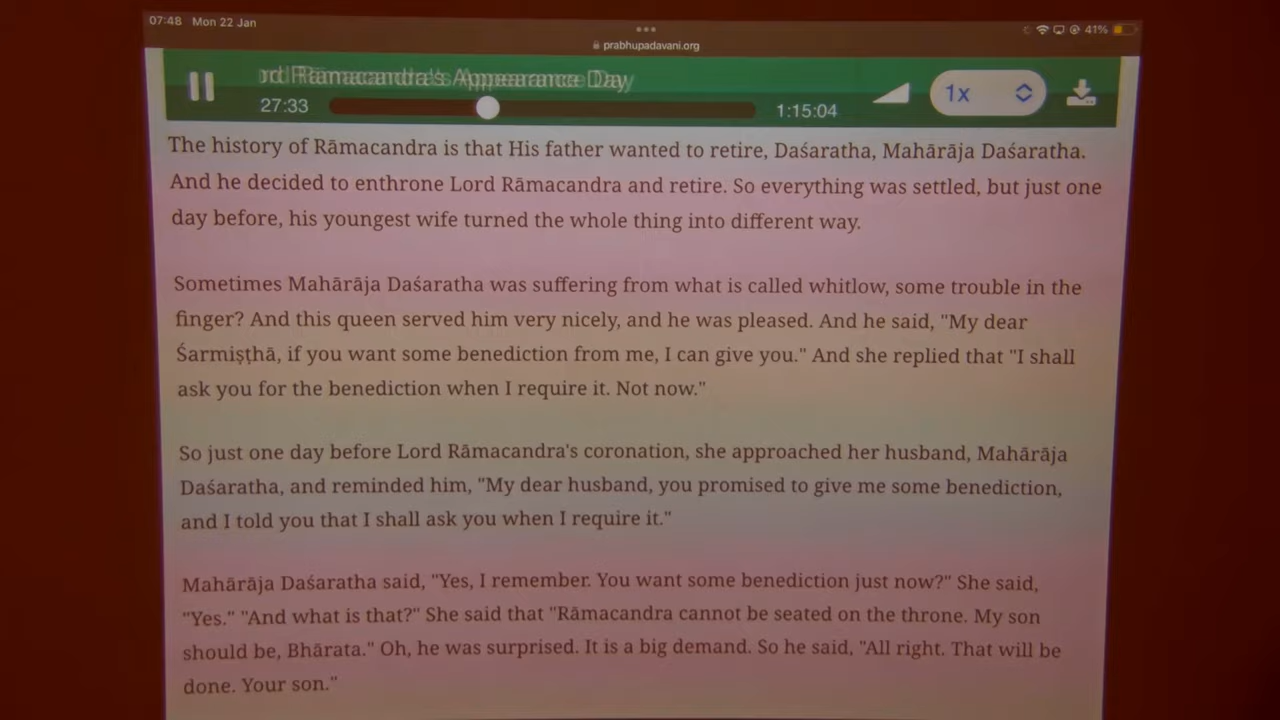 07:48 Mon 22 Jan
41%
prabhupadavani.org
Rāmacandra's Appearance Day
27:33
1:15:04
1x
The history of Rāmacandra is that His father wanted to retire, Daśaratha, Mahārāja Daśaratha.
And he decided to enthrone Lord Rāmacandra and retire. So everything was settled, but just one
day before, his youngest wife turned the whole thing into different way.
Sometimes Mahārāja Daśaratha was suffering from what is called whitlow, some trouble in the
finger? And this queen served him very nicely, and he was pleased. And he said, "My dear
Śarmiṣṭhā, if you want some benediction from me, I can give you." And she replied that "I shall
ask you for the benediction when I require it. Not now."
So just one day before Lord Rāmacandra's coronation, she approached her husband, Mahārāja
Daśaratha, and reminded him, "My dear husband, you promised to give me some benediction,
and I told you that I shall ask you when I require it."
Mahārāja Daśaratha said, "Yes, I remember. You want some benediction just now?" She said,
"Yes." "And what is that?" She said that "Rāmacandra cannot be seated on the throne. My son
should be, Bhārata." Oh, he was surprised. It is a big demand. So he said, "All right. That will be
done. Your son."